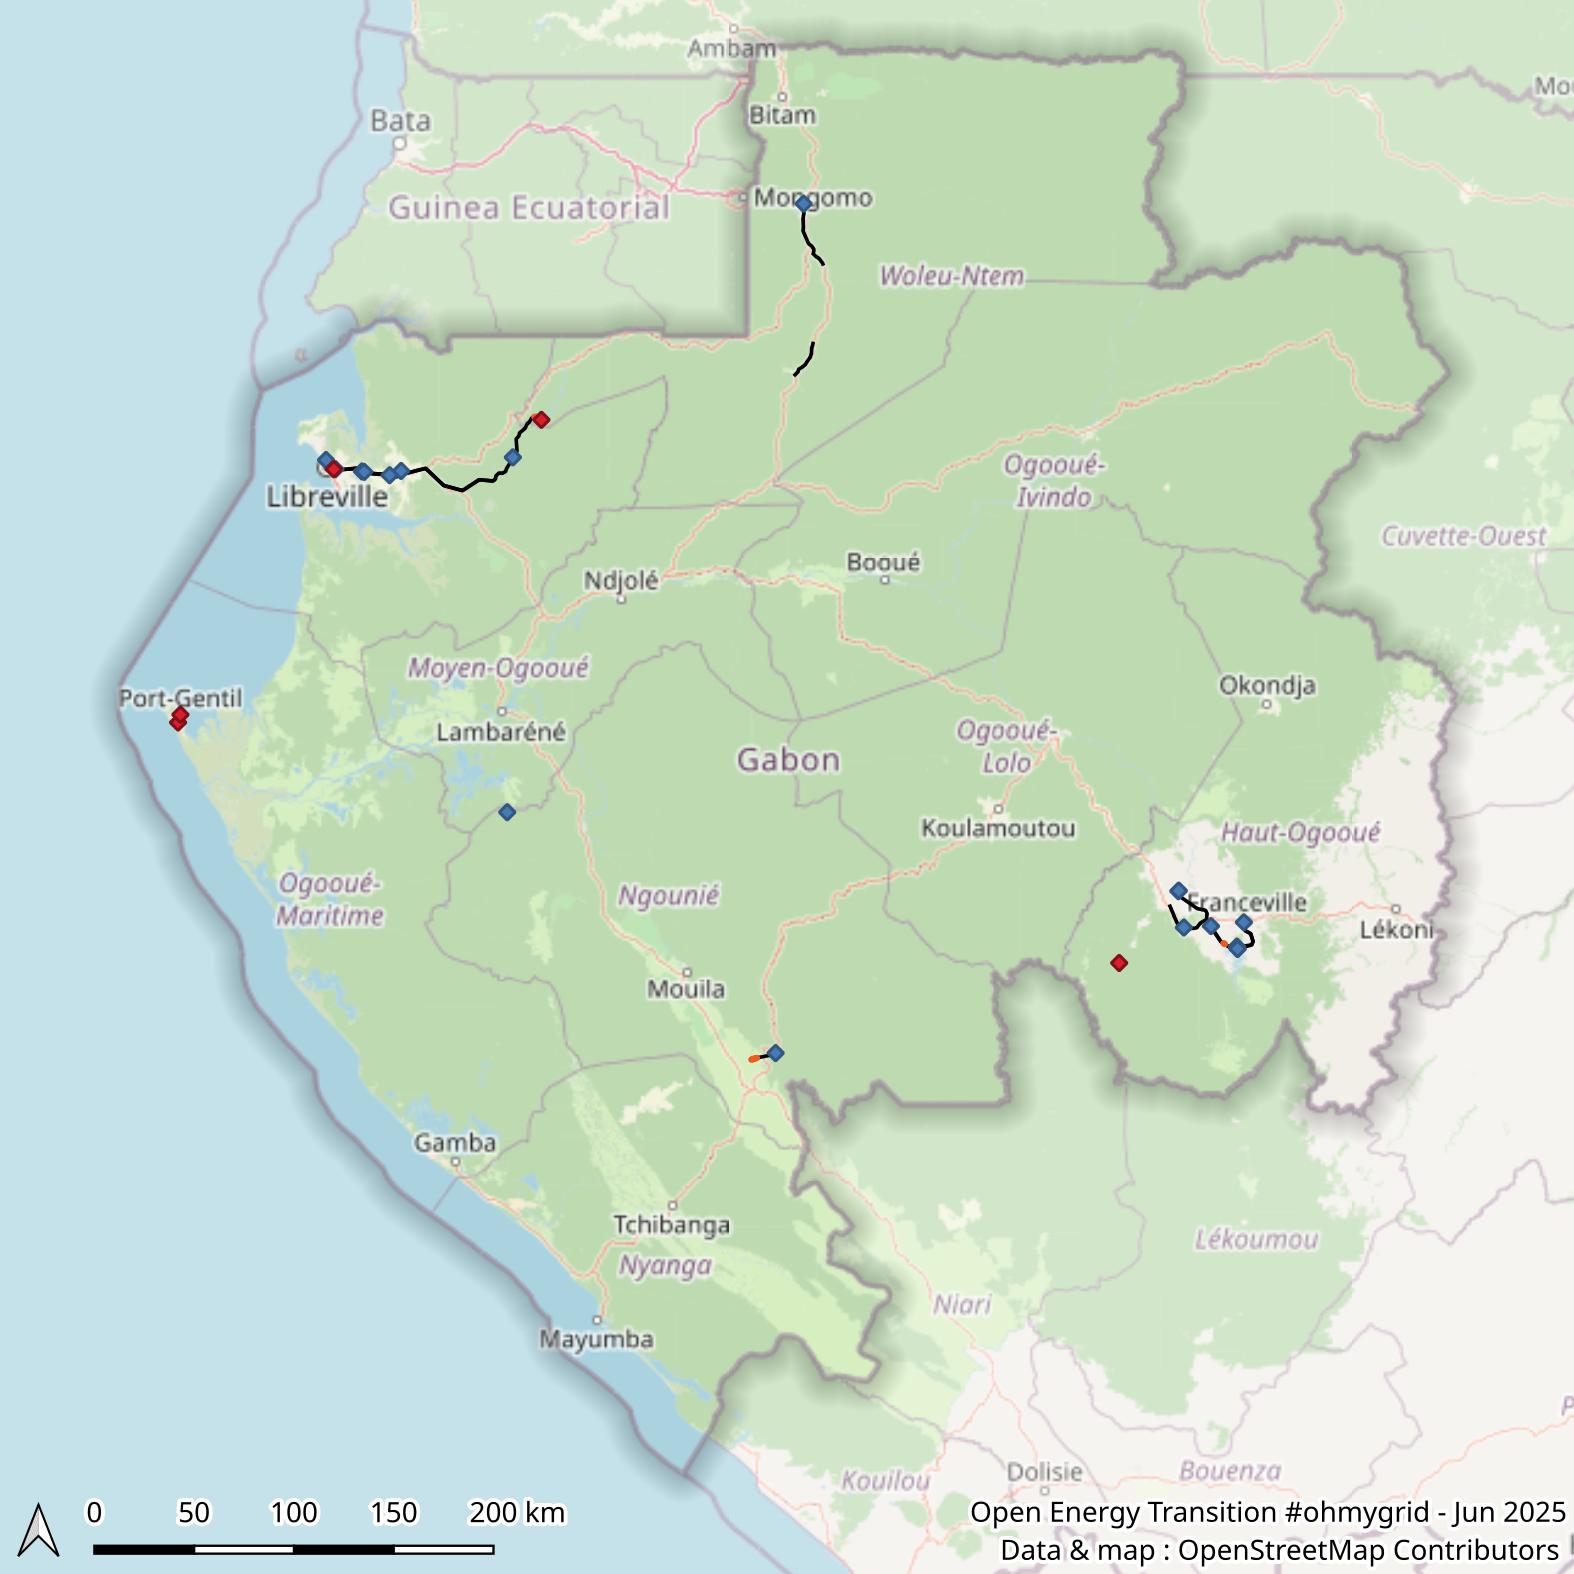 Ambam
Bitam
Bata
Mongomo
Guinea Ecuatorial
Woleu-Ntem
Ogooué-
Ivindo
Libreville
Cuvette-Ouest
Booué
Ndjolé
Moyen-Ogooué
Okondja
Port-Gentil
Lambaréné
Gabon
Ogooué-
Lolo
Koulamoutou
Haut-Ogooué
Ogooué-
Maritime
Ngounié
Franceville
Lékoni
Mouila
Gamba
Tchibanga
Nyanga
Lékoumou
Niari
Mayumba
Kouilou
Dolisie
Bouenza
0 50 100 150 200 km
Open Energy Transition #ohmygrid - Jun 2025
Data & map : OpenStreetMap Contributors